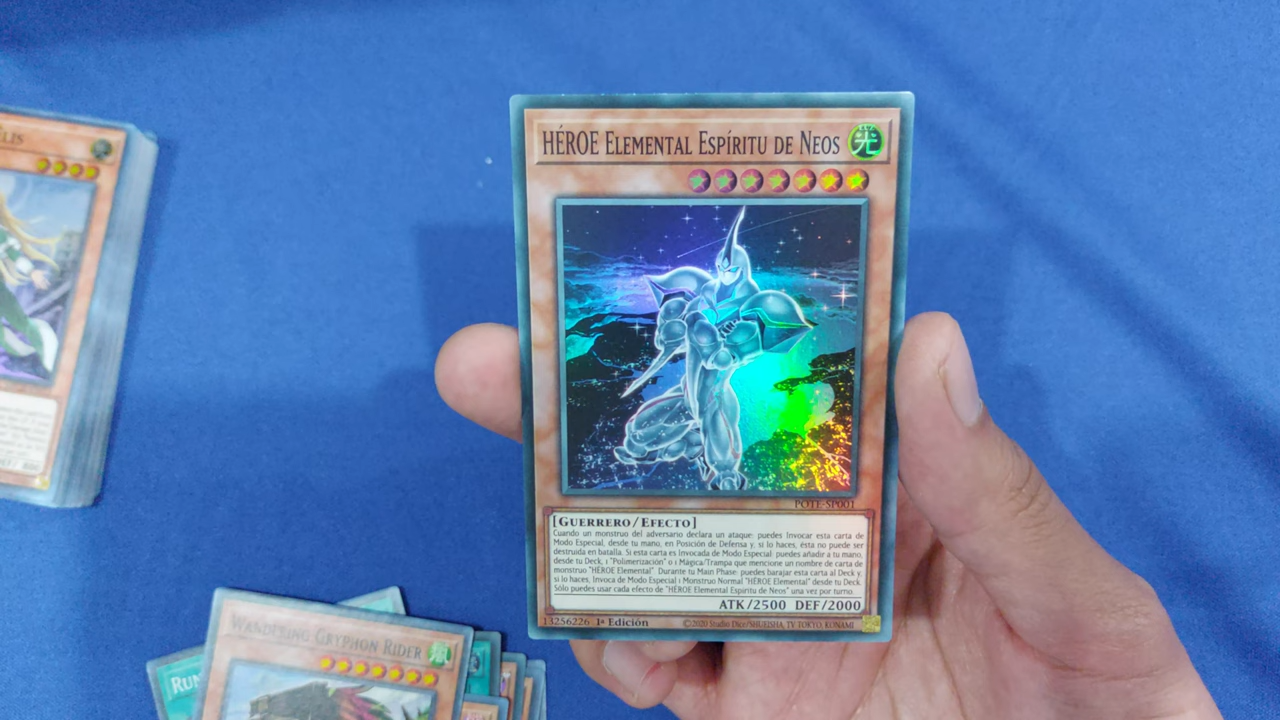 LIS
HÉROE ELEMENTAL ESPÍRITU DE NEOS
光
POTE-SP001
[GUERRERO/EFECTO]
Cuando un monstruo del adversario declara un ataque: puedes Invocar esta carta de
Modo Especial, desde tu mano, en Posición de Defensa y, si lo haces, ésta no puede ser
destruida en batalla. Si esta carta es Invocada de Modo Especial: puedes añadir a tu mano,
desde tu Deck, 1 "Polimerización" o 1 Mágica/Trampa que mencione un nombre de carta de
monstruo "HÉROE Elemental". Durante tu Main Phase: puedes barajar esta carta al Deck y,
si lo haces, Invoca de Modo Especial 1 Monstruo Normal "HÉROE Elemental" desde tu Deck.
Sólo puedes usar cada efecto de "HÉROE Elemental Espíritu de Neos" una vez por turno.
ATK/2500 DEF/2000
13256226 1ª Edición ©2020 Studio Dice/SHUEISHA, TV TOKYO, KONAMI
WANDERING GRYPHON RIDER
RUN